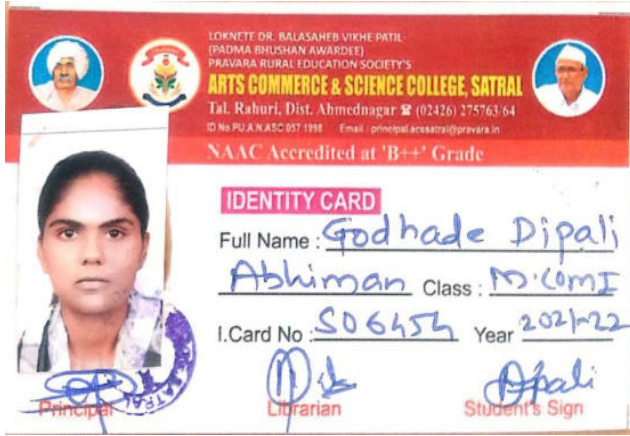 LOKNETE DR. BALASAHEB VIKHE PATIL
(PADMA BHUSHAN AWARDEE)
PRAVARA RURAL EDUCATION SOCIETY'S
ARTS COMMERCE & SCIENCE COLLEGE, SATRAL
Tal. Rahuri, Dist. Ahmednagar ☎ (02426) 275763/64
ID No.PU.A.N.ASC 057 1998 Email : principal.acssatral@pravara.in
NAAC Accredited at 'B++' Grade
IDENTITY CARD
Full Name : Godhade Dipali
Abhiman Class : M.COM I
I.Card No : S06454 Year 2021-22
SATRAL
Dipali
Principal Librarian Student's Sign